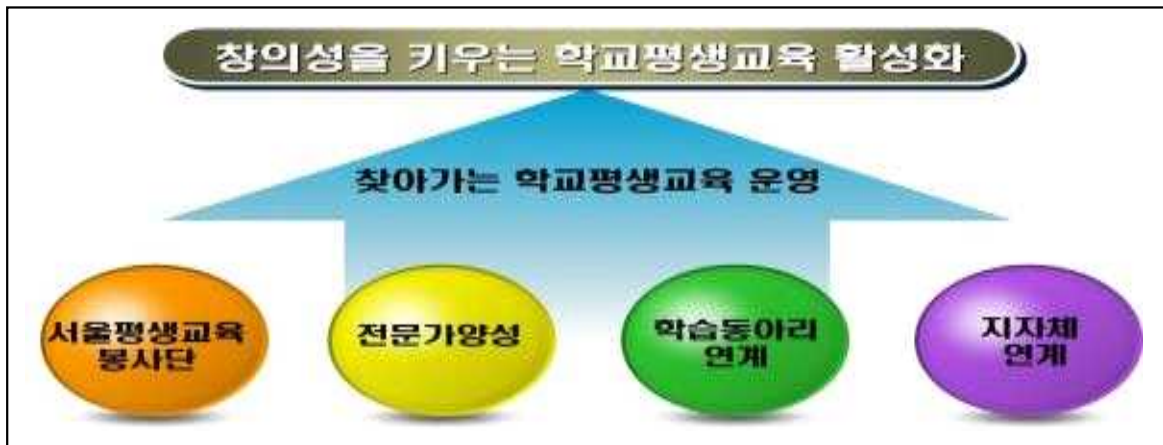 창의성을 키우는 학교평생교육 활성화
찾아가는 학교평생교육 운영
서울평생교육
봉사단
전문가양성
학습동아리
연계
지자체
연계